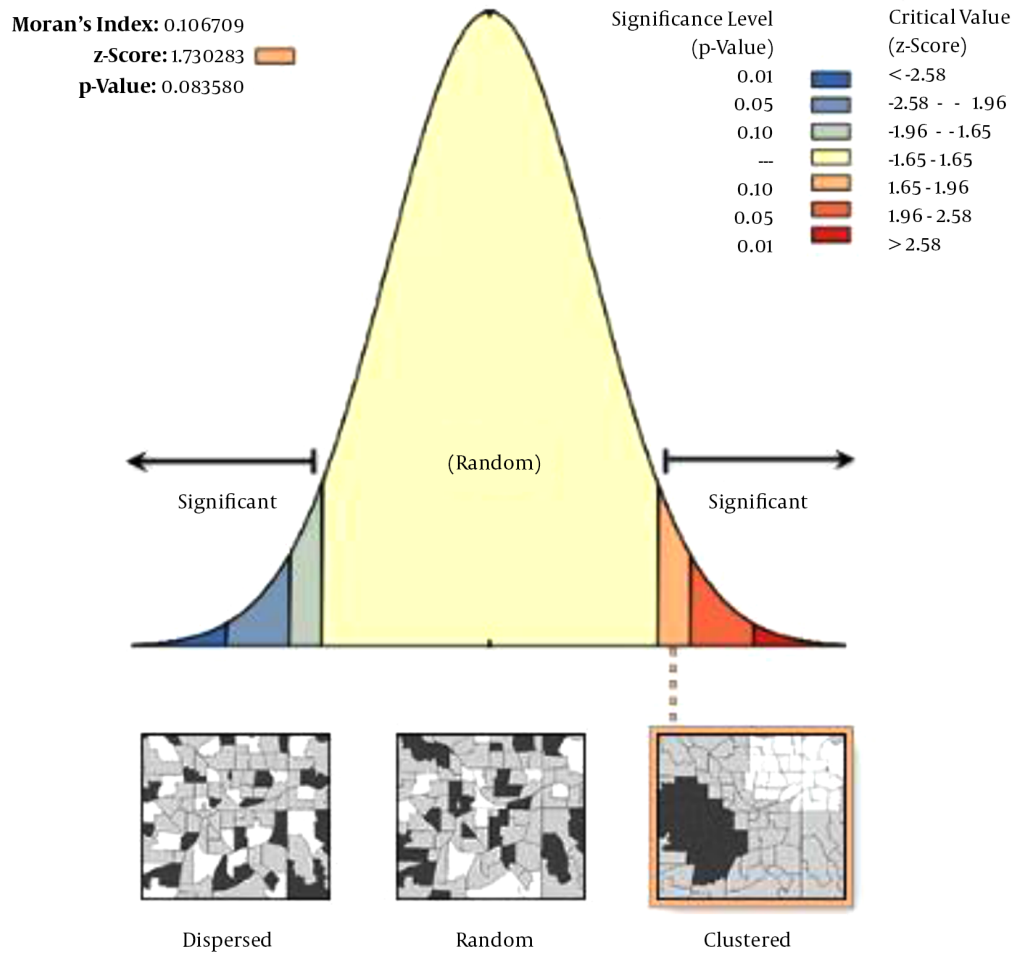 Moran's Index: 0.106709
z-Score: 1.730283
p-Value: 0.083580
Significance Level
(p-Value)
Critical Value
(z-Score)
0.01 < -2.58
0.05 -2.58 - - 1.96
0.10 -1.96 - -1.65
--- -1.65 - 1.65
0.10 1.65 - 1.96
0.05 1.96 - 2.58
0.01 > 2.58
(Random)
Significant
Significant
Dispersed
Random
Clustered